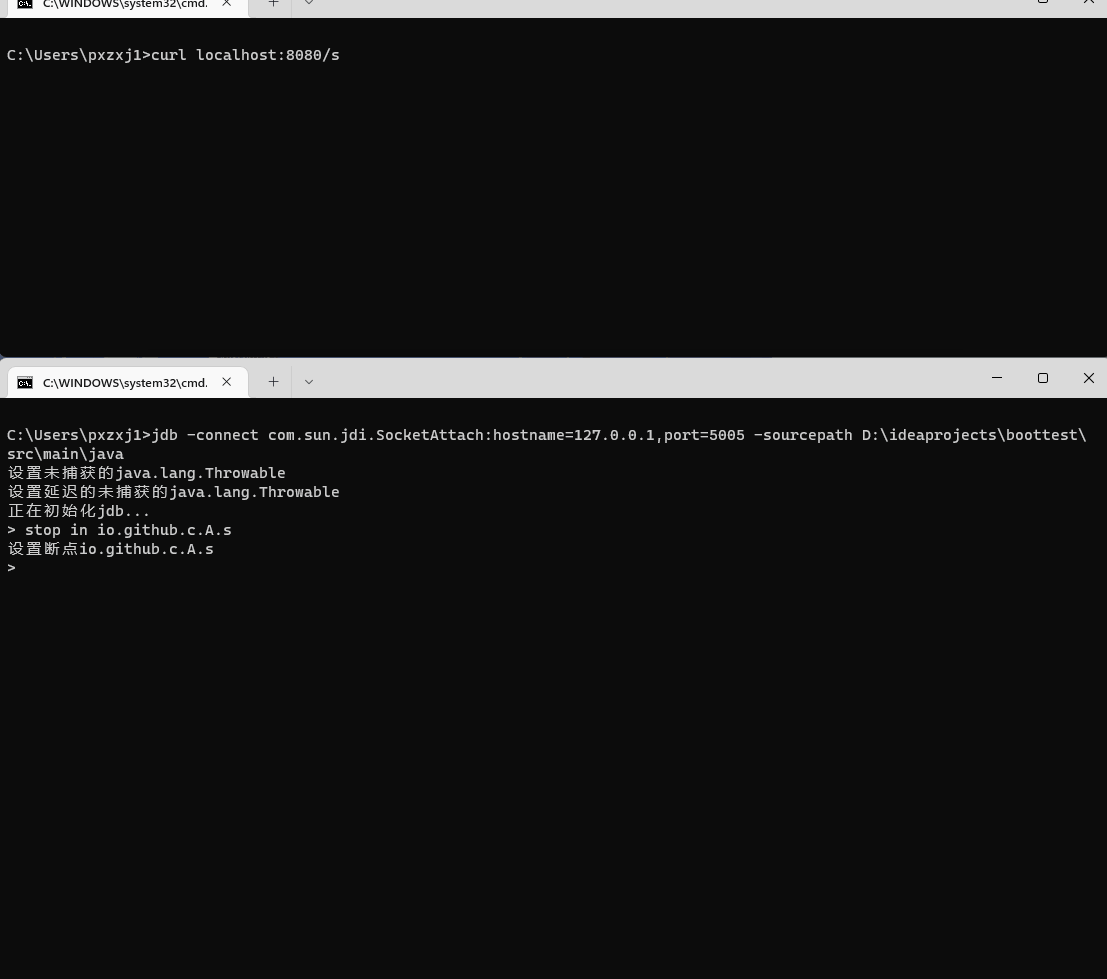 C:\WINDOWS\system32\cmd.
C:\Users\pxzxj1>curl localhost:8080/s
C:\WINDOWS\system32\cmd.
C:\Users\pxzxj1>jdb -connect com.sun.jdi.SocketAttach:hostname=127.0.0.1,port=5005 -sourcepath D:\ideaprojects\boottest\
src\main\java
设置未捕获的java.lang.Throwable
设置延迟的未捕获的java.lang.Throwable
正在初始化jdb...
> stop in io.github.c.A.s
设置断点io.github.c.A.s
>